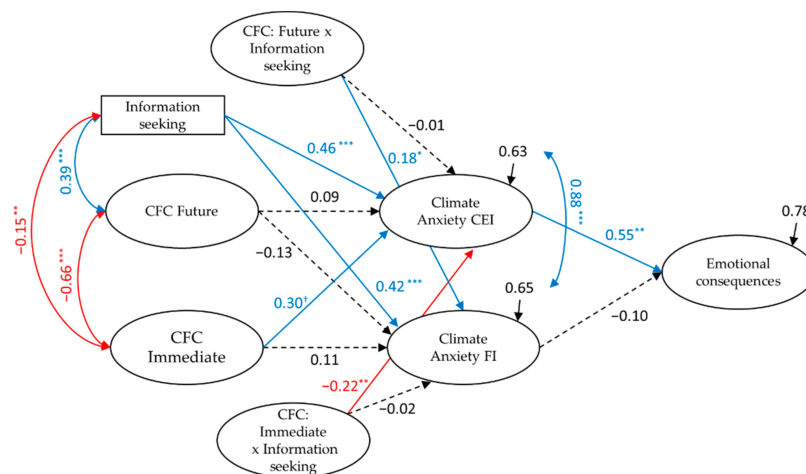 CFC: Future x
Information
seeking
Information
seeking
−0.01
0.46 ***
0.18*
0.63
0.39 ***
CFC Future
0.09
Climate
Anxiety CEI
0.88 ***
0.78
−0.15**
−0.66 ***
−0.13
0.55**
Emotional
consequences
0.30†
0.42 ***
0.65
CFC
Immediate
0.11
Climate
Anxiety FI
−0.10
−0.22**
−0.02
CFC:
Immediate
x Information
seeking